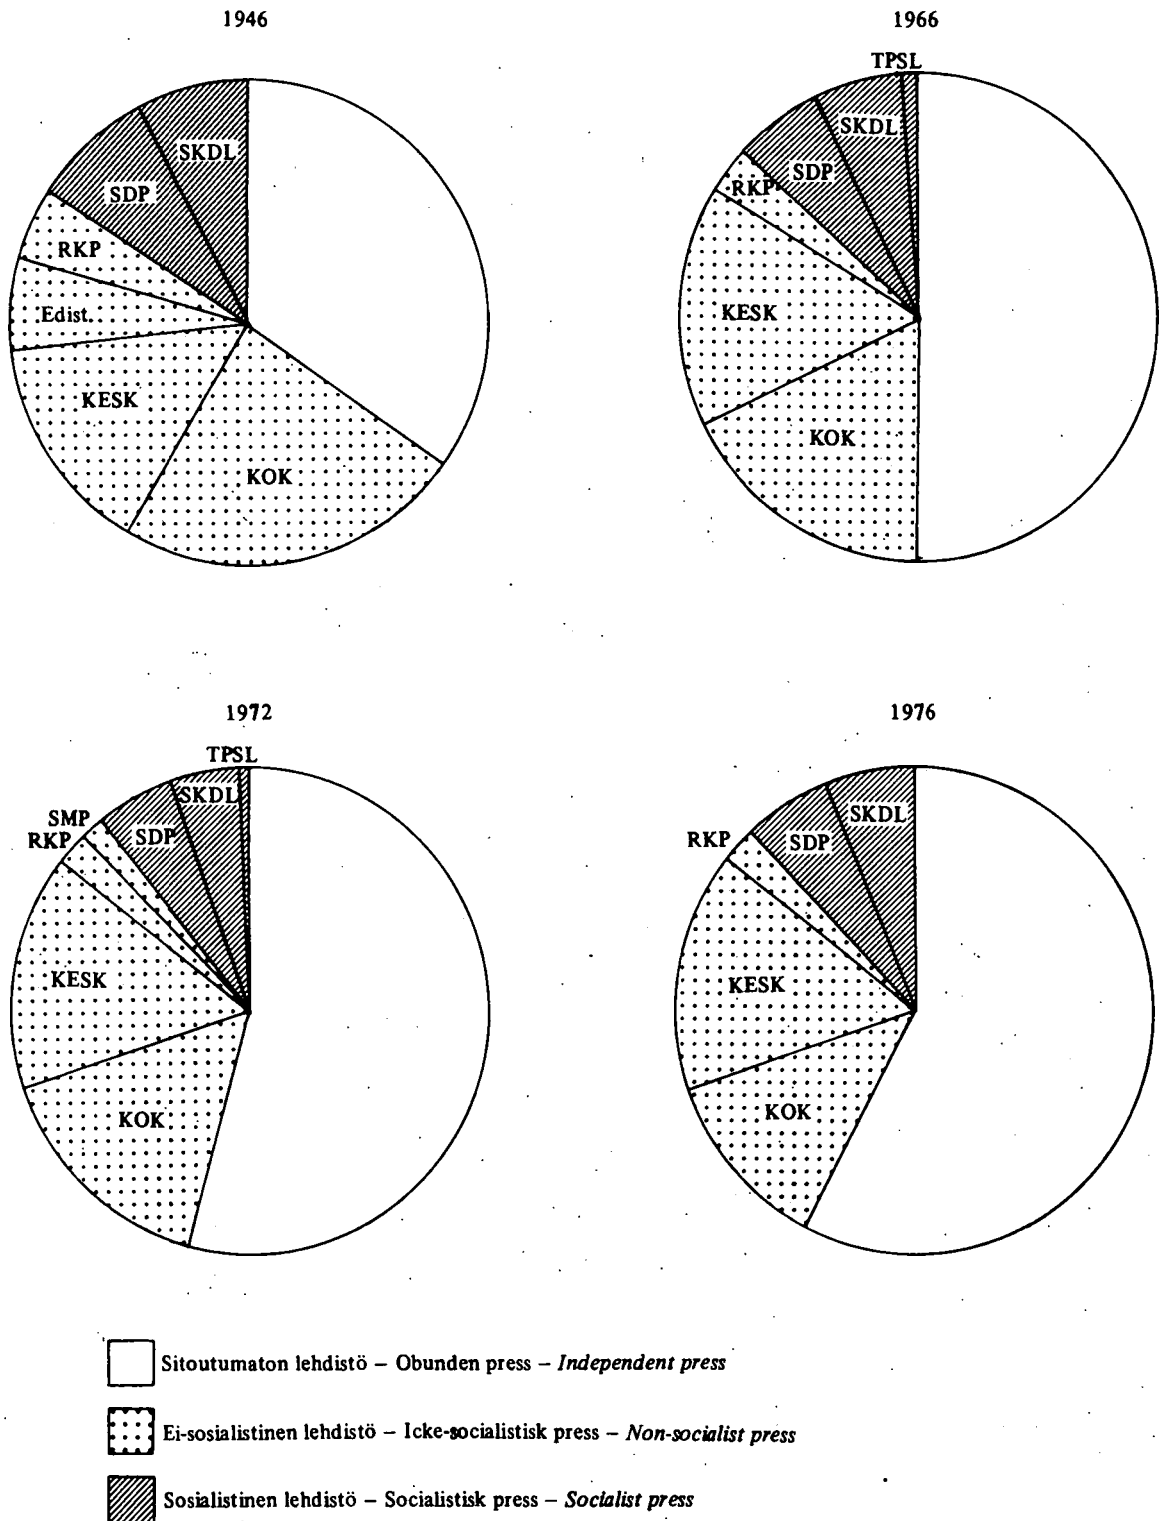 1946
SKDL
SDP
RKP
Edist.
KESK
KOK
1966
TPSL
SKDL
SDP
RKP
KESK
KOK
1972
TPSL
SKDL
SMP
RKP
SDP
KESK
KOK
1976
SKDL
RKP
SDP
KESK
KOK
Sitoutumaton lehdistö – Obunden press – Independent press
Ei-sosialistinen lehdistö – Icke-socialistisk press – Non-socialist press
Sosialistinen lehdistö – Socialistisk press – Socialist press